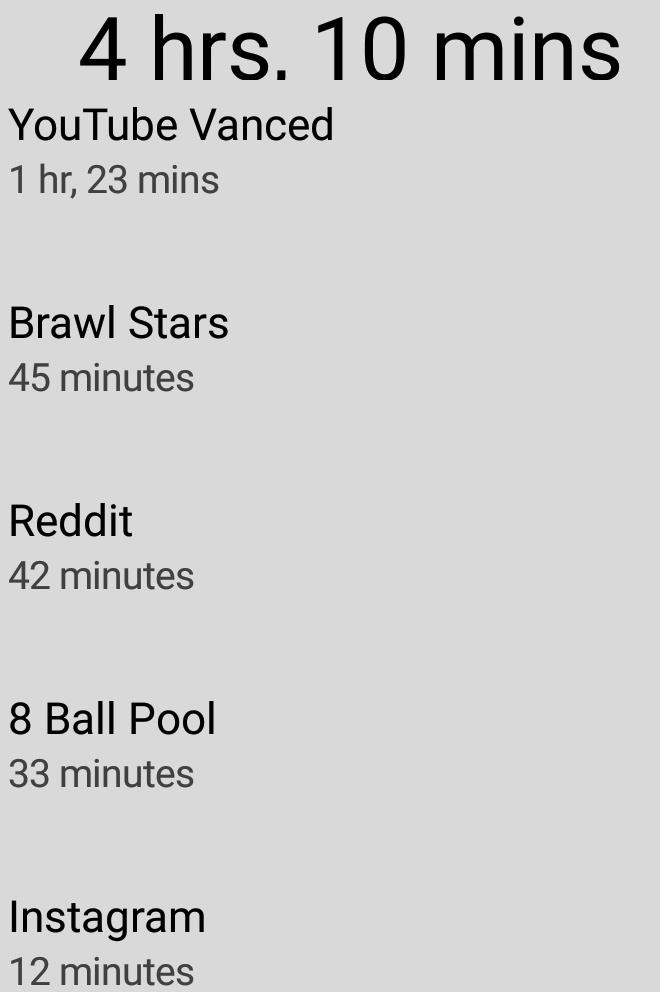 4 hrs. 10 mins
YouTube Vanced
1 hr, 23 mins
Brawl Stars
45 minutes
Reddit
42 minutes
8 Ball Pool
33 minutes
Instagram
12 minutes